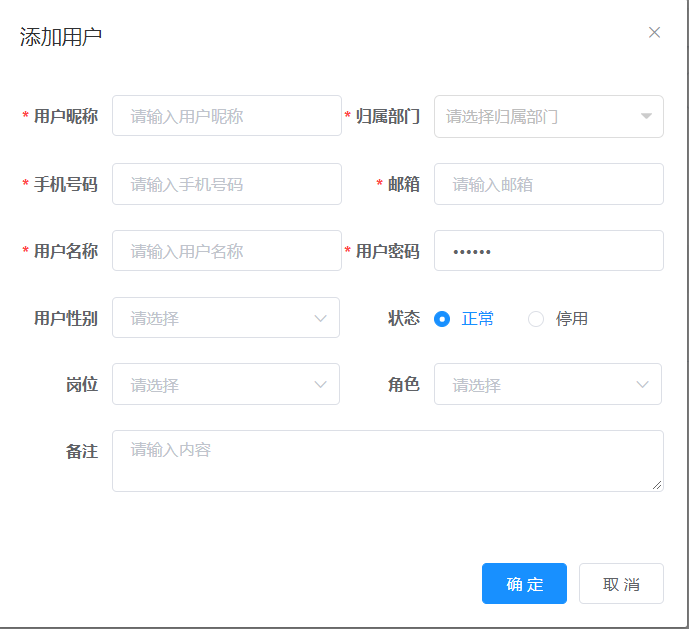 添加用户
* 用户昵称 请输入用户昵称 * 归属部门 请选择归属部门
* 手机号码 请输入手机号码 * 邮箱 请输入邮箱
* 用户名称 请输入用户名称 * 用户密码 ••••••
用户性别 请选择 状态 正常 停用
岗位 请选择 角色 请选择
备注 请输入内容
确 定 取 消